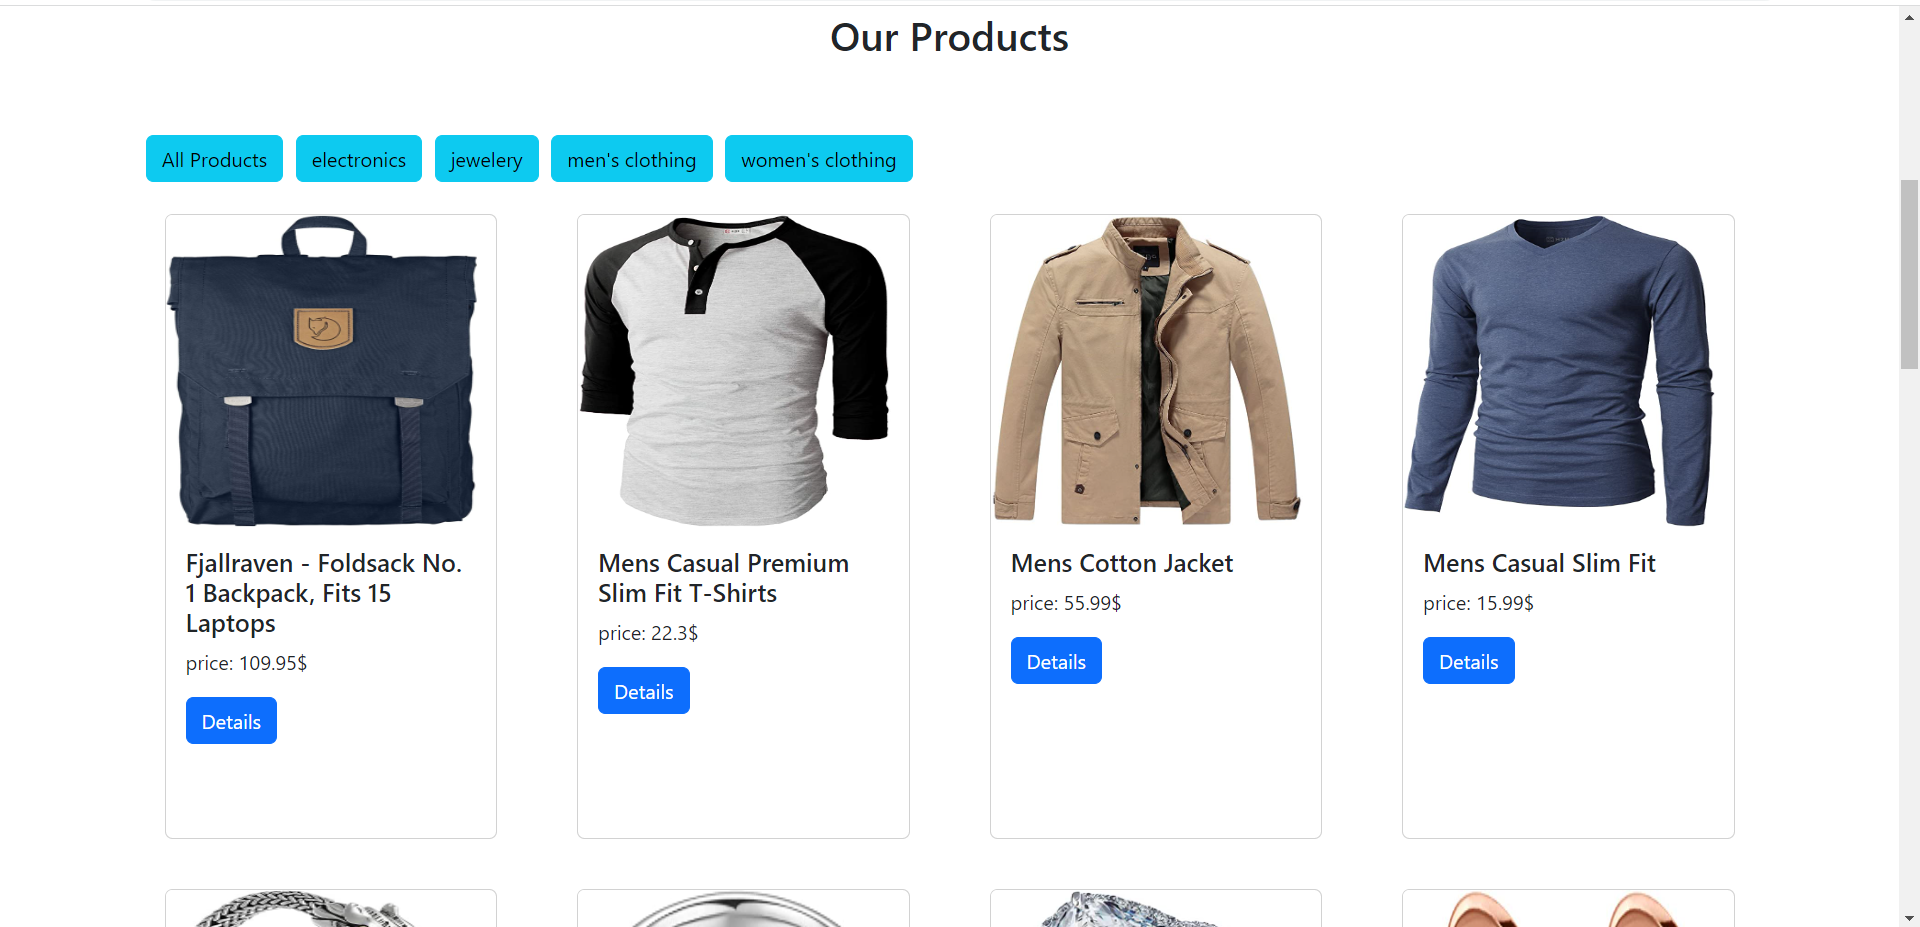 Our Products
All Products
electronics
jewelery
men's clothing
women's clothing
Fjallraven - Foldsack No.
1 Backpack, Fits 15
Laptops
price: 109.95$
Details
Mens Casual Premium
Slim Fit T-Shirts
price: 22.3$
Details
Mens Cotton Jacket
price: 55.99$
Details
Mens Casual Slim Fit
price: 15.99$
Details